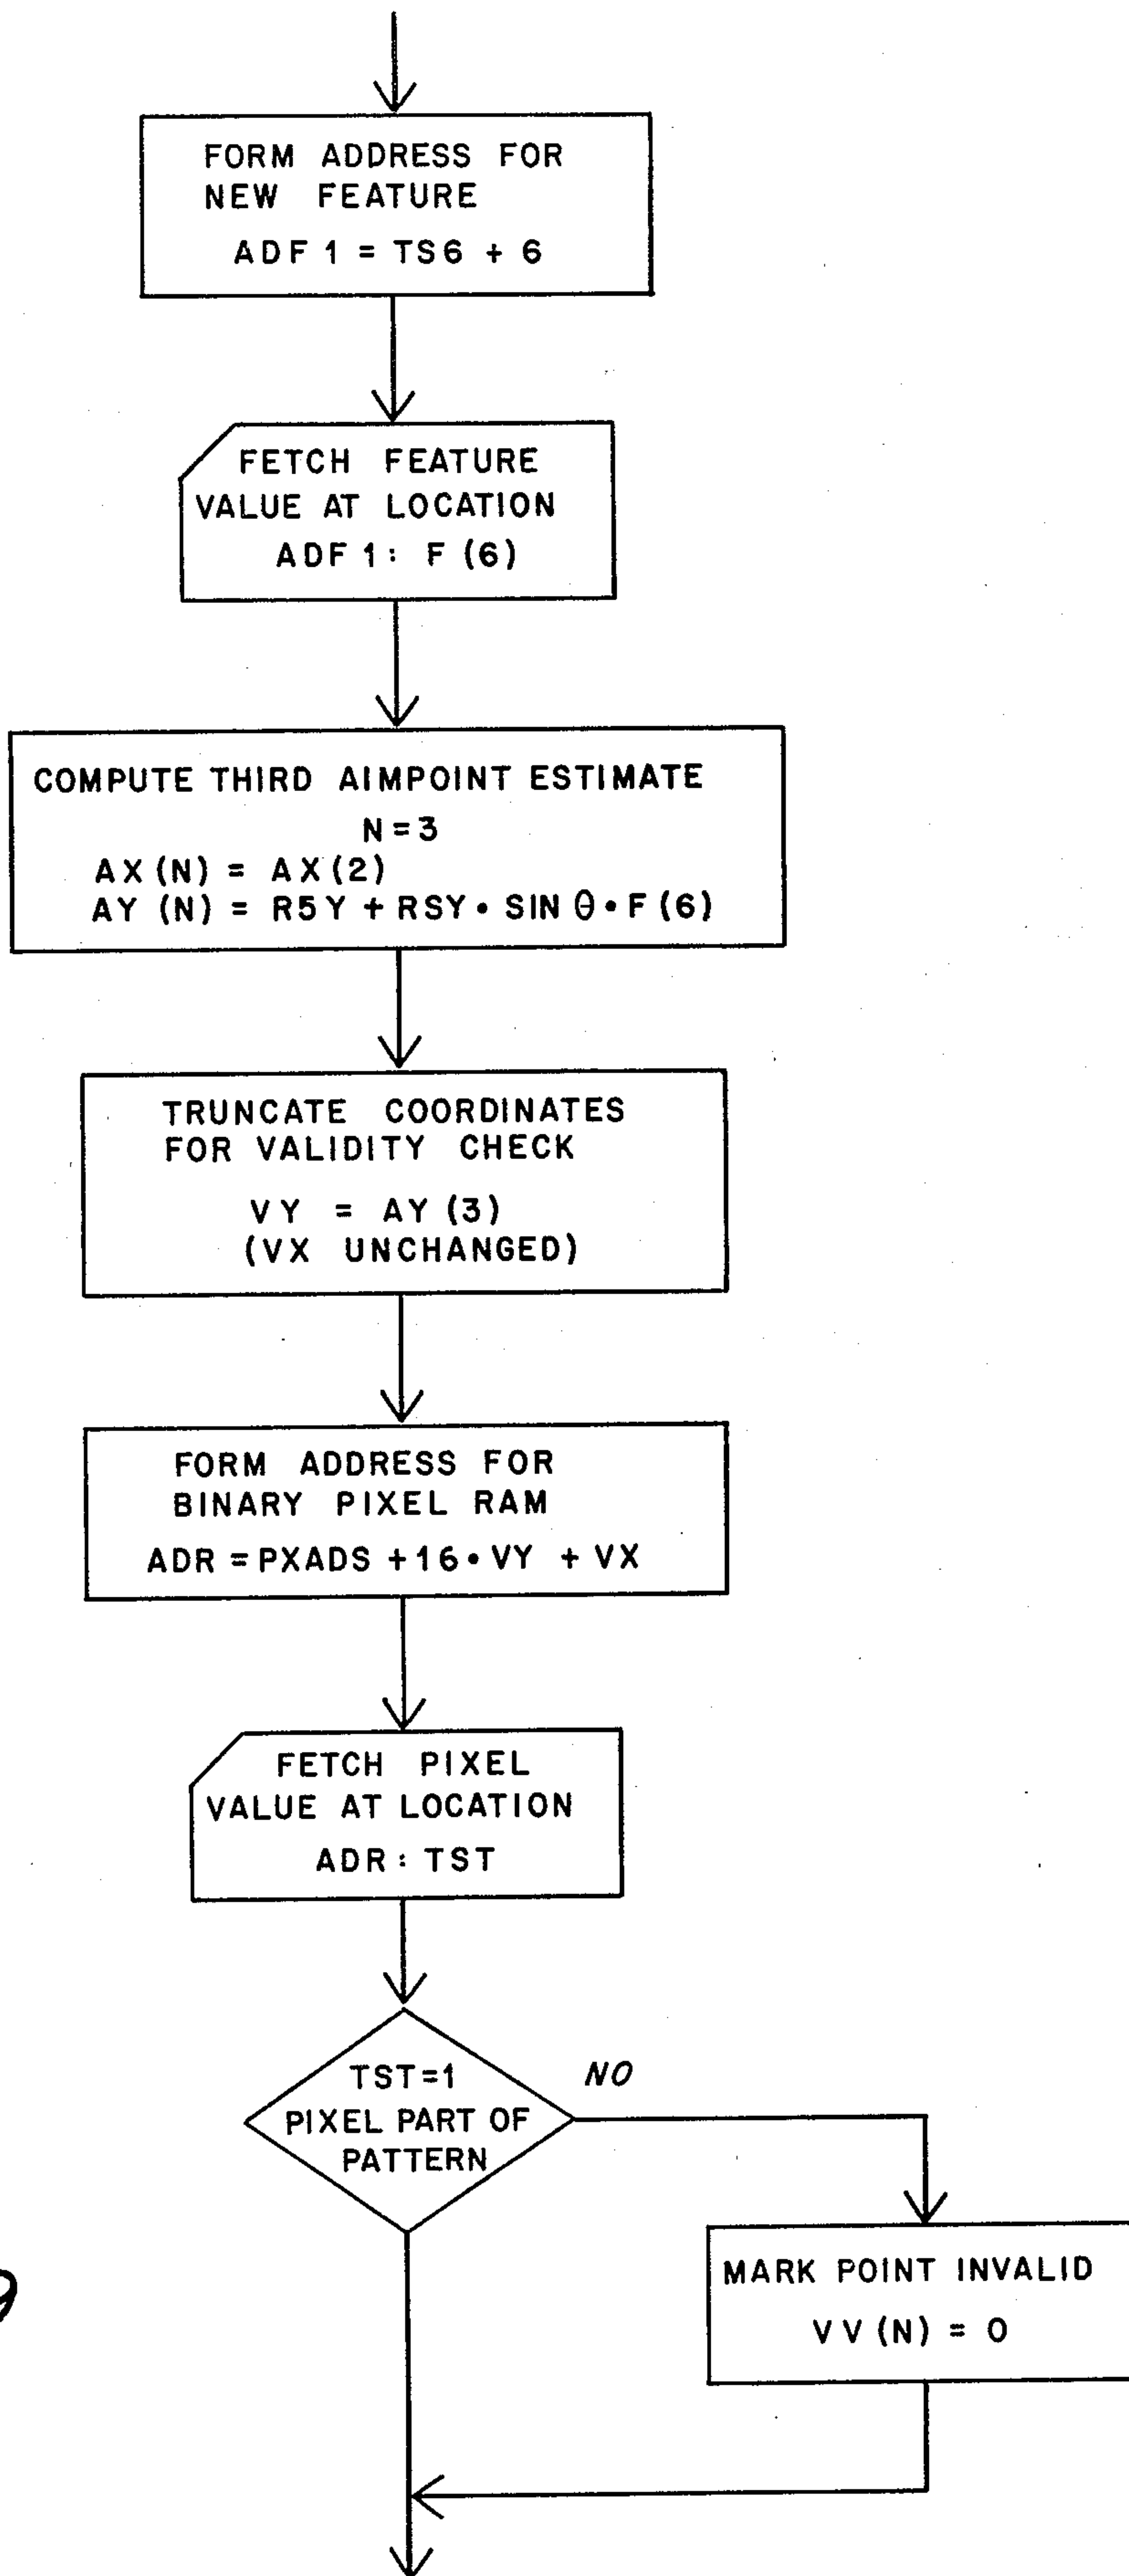 FORM ADDRESS FOR
NEW FEATURE
ADF 1 = TS6 + 6
FETCH FEATURE
VALUE AT LOCATION
ADF 1: F (6)
COMPUTE THIRD AIMPOINT ESTIMATE
N = 3
AX (N) = AX (2)
AY (N) = R5Y + RSY • SIN θ • F (6)
TRUNCATE COORDINATES
FOR VALIDITY CHECK
VY = AY (3)
(VX UNCHANGED)
FORM ADDRESS FOR
BINARY PIXEL RAM
ADR = PXADS + 16 • VY + VX
FETCH PIXEL
VALUE AT LOCATION
ADR : TST
TST = 1
PIXEL PART OF
PATTERN
NO
MARK POINT INVALID
VV (N) = 0